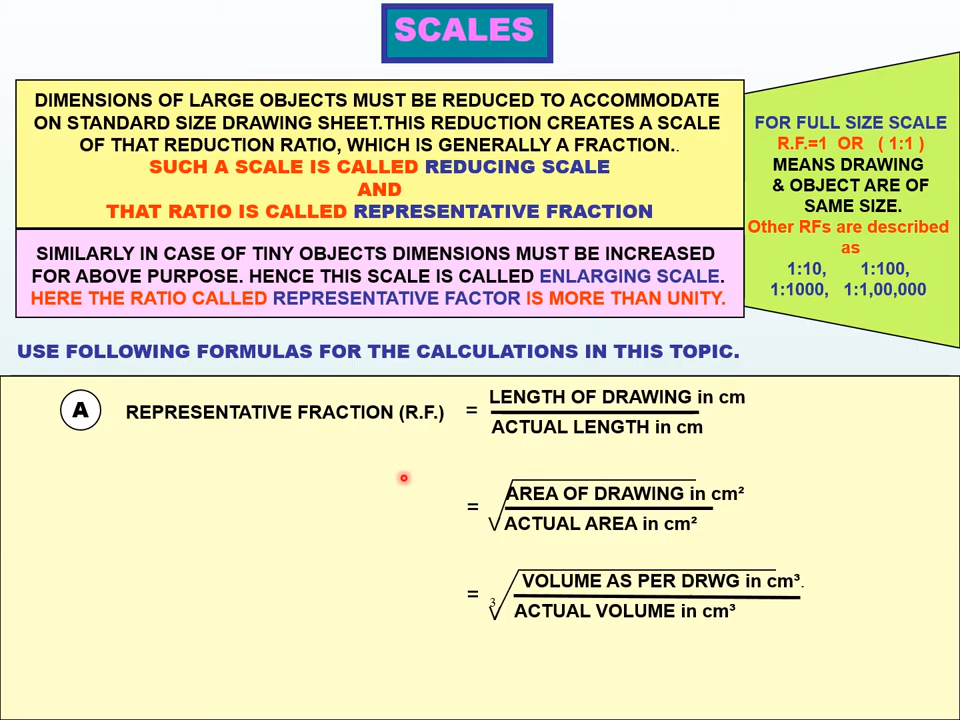 SCALES
DIMENSIONS OF LARGE OBJECTS MUST BE REDUCED TO ACCOMMODATE
ON STANDARD SIZE DRAWING SHEET.THIS REDUCTION CREATES A SCALE
OF THAT REDUCTION RATIO, WHICH IS GENERALLY A FRACTION..
SUCH A SCALE IS CALLED REDUCING SCALE
AND
THAT RATIO IS CALLED REPRESENTATIVE FRACTION
SIMILARLY IN CASE OF TINY OBJECTS DIMENSIONS MUST BE INCREASED
FOR ABOVE PURPOSE. HENCE THIS SCALE IS CALLED ENLARGING SCALE.
HERE THE RATIO CALLED REPRESENTATIVE FACTOR IS MORE THAN UNITY.
FOR FULL SIZE SCALE
R.F.=1 OR ( 1:1 )
MEANS DRAWING
& OBJECT ARE OF
SAME SIZE.
Other RFs are described
as
1:10, 1:100,
1:1000, 1:1,00,000
USE FOLLOWING FORMULAS FOR THE CALCULATIONS IN THIS TOPIC.
A REPRESENTATIVE FRACTION (R.F.) =
LENGTH OF DRAWING in cm
ACTUAL LENGTH in cm
= √
AREA OF DRAWING in cm²
ACTUAL AREA in cm²
= 3√
VOLUME AS PER DRWG in cm³.
ACTUAL VOLUME in cm³